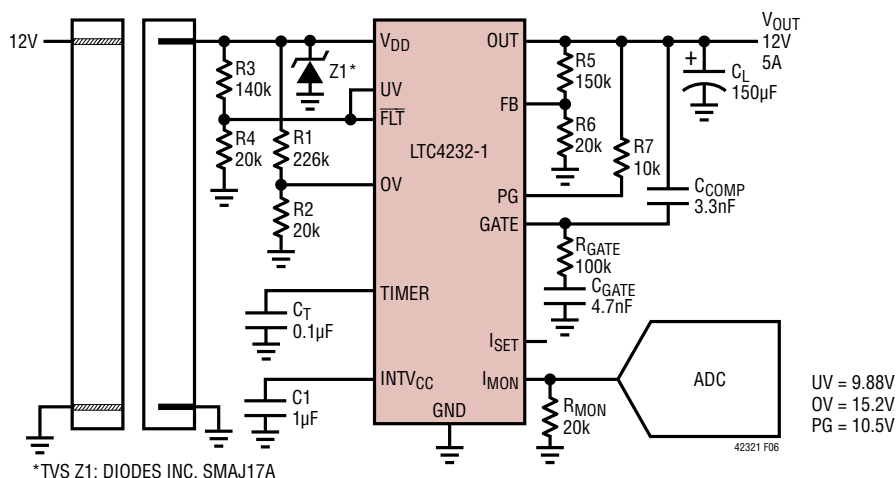 12V
R3
140k
R4
20k
R1
226k
R2
20k
Z1*
CT
0.1µF
C1
1µF
VDD
UV
FLT
OV
TIMER
INTVCC
GND
LTC4232-1
OUT
FB
PG
GATE
ISET
IMON
R5
150k
R6
20k
R7
10k
VOUT
12V
5A
+
CL
150µF
CCOMP
3.3nF
RGATE
100k
CGATE
4.7nF
RMON
20k
ADC
UV = 9.88V
OV = 15.2V
PG = 10.5V
42321 F06
*TVS Z1: DIODES INC. SMAJ17A